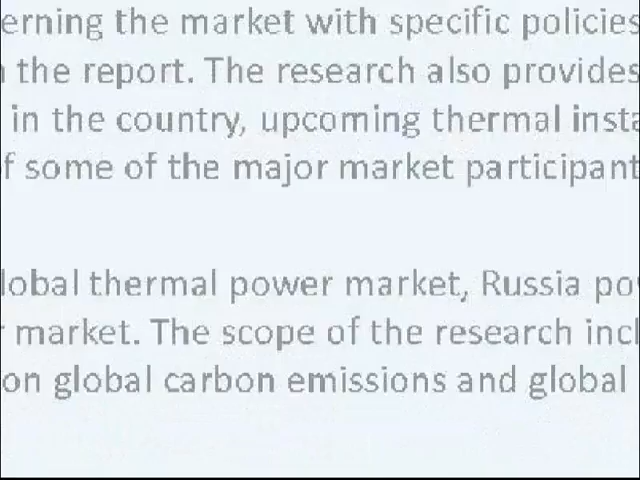 erning the market with specific policies
the report. The research also provides
in the country, upcoming thermal insta
f some of the major market participant
lobal thermal power market, Russia po
market. The scope of the research incl
on global carbon emissions and global